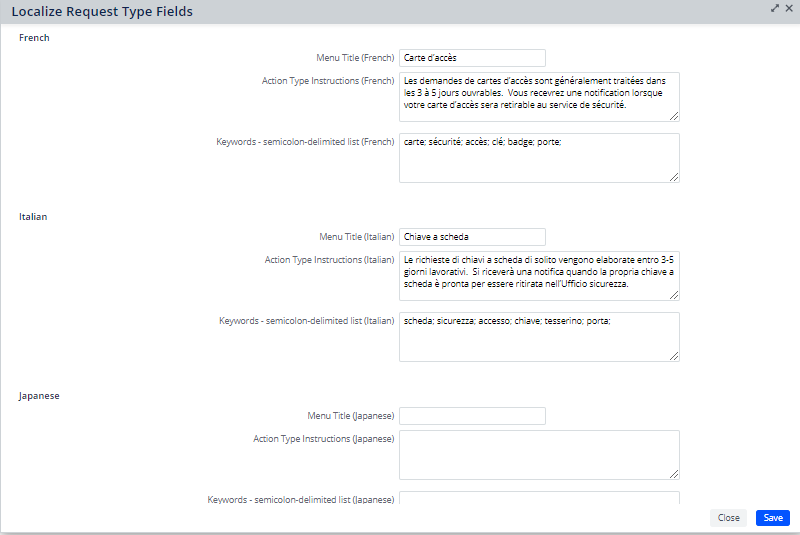 Localize Request Type Fields
French
Menu Title (French)
Carte d'accès
Action Type Instructions (French)
Les demandes de cartes d'accès sont généralement traitées dans
les 3 à 5 jours ouvrables.  Vous recevrez une notification lorsque
votre carte d'accès sera retirable au service de sécurité.
Keywords - semicolon-delimited list (French)
carte; sécurité; accès; clé; badge; porte;
Italian
Menu Title (Italian)
Chiave a scheda
Action Type Instructions (Italian)
Le richieste di chiavi a scheda di solito vengono elaborate entro 3-5
giorni lavorativi.  Si riceverà una notifica quando la propria chiave a
scheda è pronta per essere ritirata nell'Ufficio sicurezza.
Keywords - semicolon-delimited list (Italian)
scheda; sicurezza; accesso; chiave; tesserino; porta;
Japanese
Menu Title (Japanese)
Action Type Instructions (Japanese)
Keywords - semicolon-delimited list (Japanese)
Close
Save